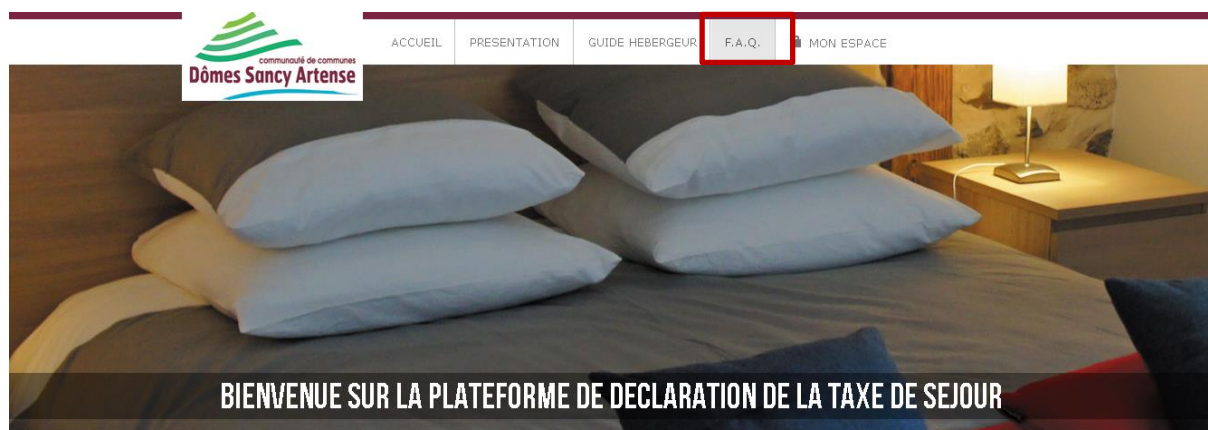 ACCUEIL PRESENTATION GUIDE HEBERGEUR F.A.Q. MON ESPACE
communauté de communes
Dômes Sancy Artense
BIENVENUE SUR LA PLATEFORME DE DECLARATION DE LA TAXE DE SEJOUR